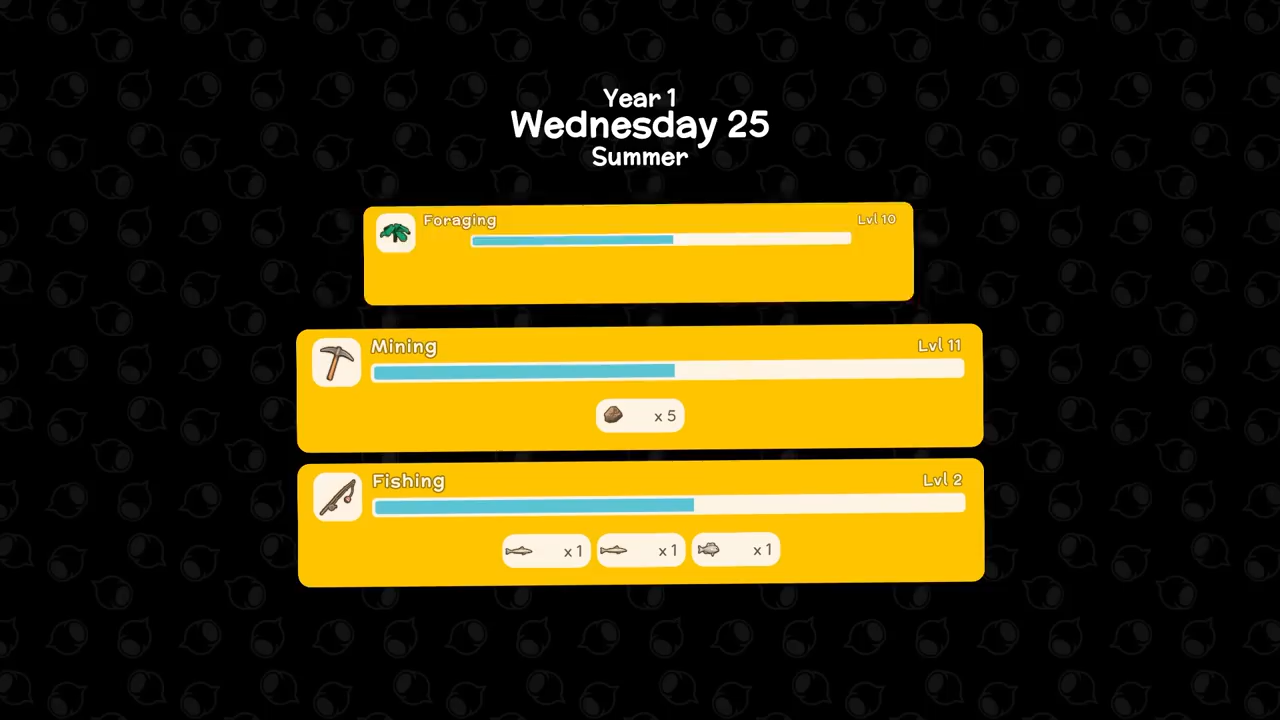 Year 1
Wednesday 25
Summer
Foraging Lvl 10
Mining Lvl 11
x 5
Fishing Lvl 2
x 1 x 1 x 1